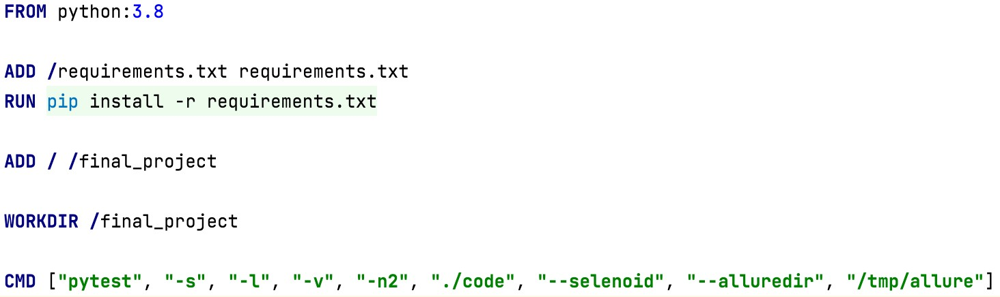 FROM python:3.8
ADD /requirements.txt requirements.txt
RUN pip install -r requirements.txt
ADD / /final_project
WORKDIR /final_project
CMD ["pytest", "-s", "-l", "-v", "-n2", "./code", "--selenoid", "--alluredir", "/tmp/allure"]